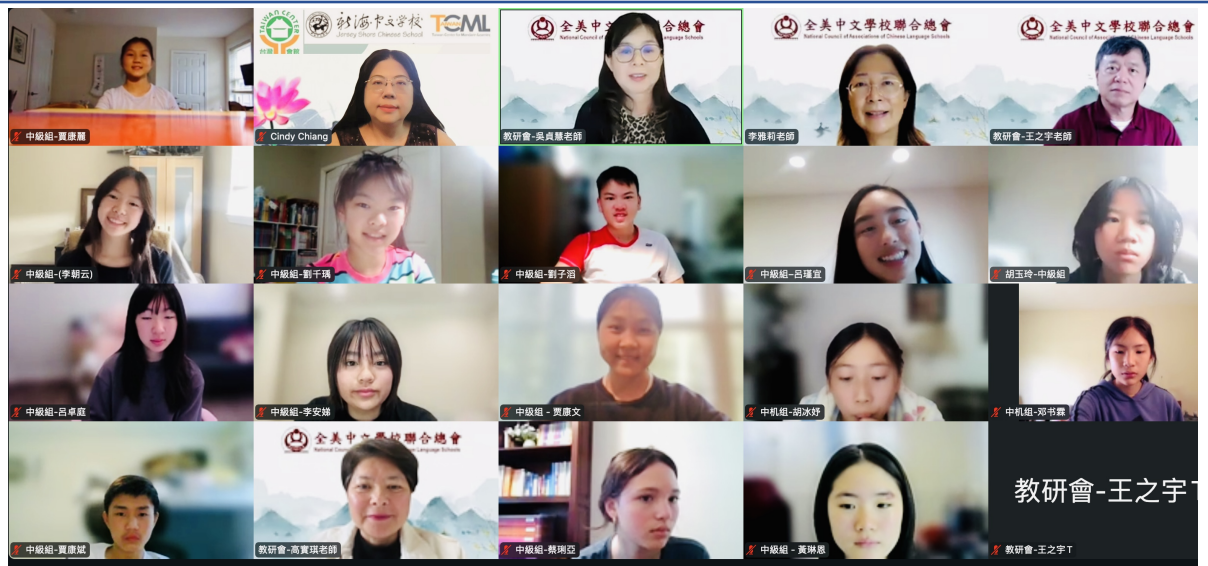 台灣會館
TAIWAN CENTER
新海中文學校
Jersey Shore Chinese School
TCML
全美中文學校聯合總會
National Council of Associations of Chinese Language Schools
全美中文學校聯合總會
National Council of Associations of Chinese Language Schools
全美中文學校聯合總會
National Council of Associations of Chinese Language Schools
中級組-賈康麗
Cindy Chiang
教研會-吳貞慧老師
李雅莉老師
教研會-王之宇老師
中級組-(李朝云)
中級組-劉千瑀
中級組-劉子滔
中級組-呂瑾宜
胡玉玲-中級組
中級組-呂卓庭
中級組-李安娣
中級組 - 贾康文
中机组-胡冰妤
中机组-邓书霖
全美中文學校聯合總會
National Council of Associations of Chinese Language Schools
教研會-王之宇T
中級組-賈康斌
教研會-高實琪老師
中級組-蔡琍亞
中級組 - 黃琳恩
教研會-王之宇T